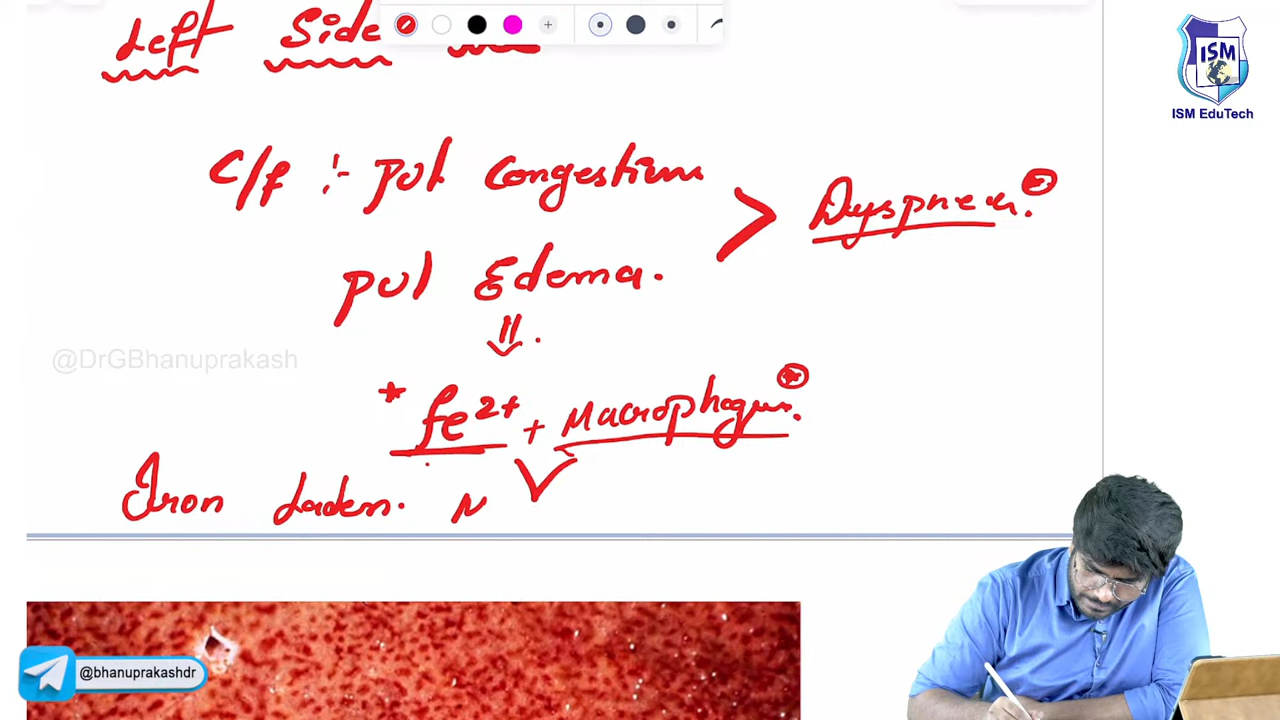 Left Side
ISM
ISM EduTech
C/f :- Pul Congestion
Dyspnea.
Pul Edema.
@DrGBhanuprakash
* fe2+ + Macrophages.
Iron Laden. M
@bhanuprakashdr